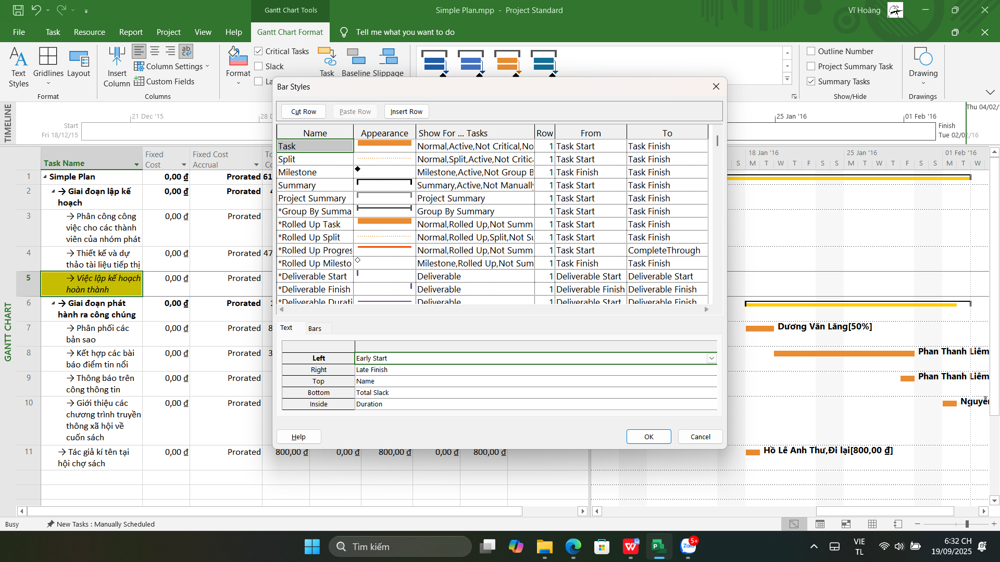 Gantt Chart Tools
Simple Plan.mpp - Project Standard
Vĩ Hoàng
File Task Resource Report Project View Help Gantt Chart Format Tell me what you want to do
Text Styles
Gridlines
Layout
Format
Insert Column
Column Settings
Custom Fields
Columns
Format
Critical Tasks
Slack
La
Task
Baseline
Slippage
Outline Number
Project Summary Task
Summary Tasks
Show/Hide
Drawing
Drawings
TIMELINE
21 Dec '15
28 D
25 Jan '16
01 Feb '16
Thu 04/02/
Start
Fri 18/12/15
Finish
Tue 02/02/16
Bar Styles
Cut Row Paste Row Insert Row
Name Appearance Show For ... Tasks Row From To
Task Normal,Active,Not Critical,No 1 Task Start Task Finish
Split Normal,Split,Active,Not Critic 1 Task Start Task Finish
Milestone Milestone,Active,Not Group B 1 Task Finish Task Finish
Summary Summary,Active,Not Manually 1 Task Start Task Finish
Project Summary Project Summary 1 Task Start Task Finish
*Group By Summa Group By Summary 1 Task Start Task Finish
*Rolled Up Task Normal,Rolled Up,Not Summ 1 Task Start Task Finish
*Rolled Up Split Normal,Rolled Up,Split,Not Su 1 Task Start Task Finish
*Rolled Up Progres Normal,Rolled Up,Not Summ 1 Task Start CompleteThrough
*Rolled Up Milesto Milestone,Rolled Up,Not Sum 1 Task Finish Task Finish
*Deliverable Start Deliverable 1 Deliverable Start Deliverable Start
*Deliverable Finish Deliverable 1 Deliverable Finish Deliverable Finish
*Deliverable Durati Deliverable 1 Deliverable Start Deliverable Finish
Text Bars
Left Early Start
Right Late Finish
Top Name
Bottom Total Slack
Inside Duration
Help OK Cancel
GANTT CHART
Task Name
Fixed Cost
Fixed Cost Accrual
To
Co
1 Simple Plan 0,00 ₫ Prorated 61
2 → Giai đoạn lập kế
hoạch
0,00 ₫ Prorated
3 → Phân công công
việc cho các thành
viên của nhóm phát
0,00 ₫ Prorated
4 → Thiết kế và dự
thảo tài liệu tiếp thị
0,00 ₫ Prorated 47
5 → Việc lập kế hoạch
hoàn thành
0,00 ₫ Prorated
6 → Giai đoạn phát
hành ra công chúng
0,00 ₫ Prorated
7 → Phân phối các
bản sao
0,00 ₫ Prorated 8
8 → Kết hợp các bài
báo điểm tin nổi
0,00 ₫ Prorated 3
9 → Thông báo trên
công thông tin
0,00 ₫ Prorated
10 → Giới thiệu các
chương trình truyền
thông xã hội về
cuốn sách
0,00 ₫ Prorated
11 → Tác giả kí tên tại
hội chợ sách
0,00 ₫ Prorated 800,00 ₫ 0,00 ₫ 800,00 ₫ 0,00 ₫ 800,00 ₫
18 Jan '16 25 Jan '16 01 Feb '16
S M T W T F S S M T W T F S S M T W
Dương Văn Lăng[50%]
Phan Thanh Liêm
Phan Thanh Liêm
Nguyễn
Hồ Lê Anh Thư,Đi lại[800,00 ₫]
Busy
New Tasks : Manually Scheduled
Tìm kiếm
Zalo
5+
VIE
TL
6:32 CH
19/09/2025